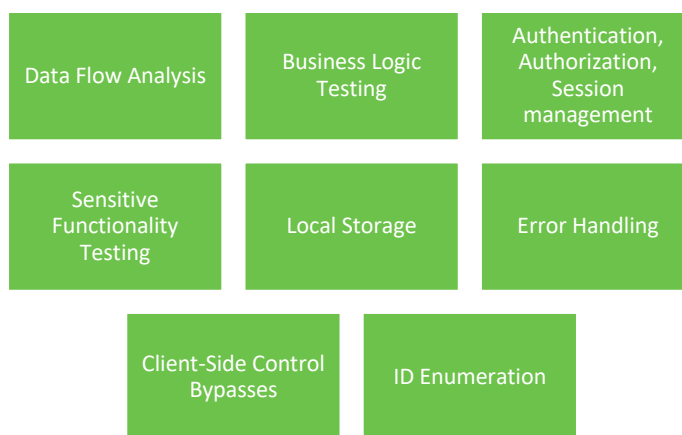 Data Flow Analysis
Business Logic
Testing
Authentication,
Authorization,
Session
management
Sensitive
Functionality
Testing
Local Storage
Error Handling
Client-Side Control
Bypasses
ID Enumeration